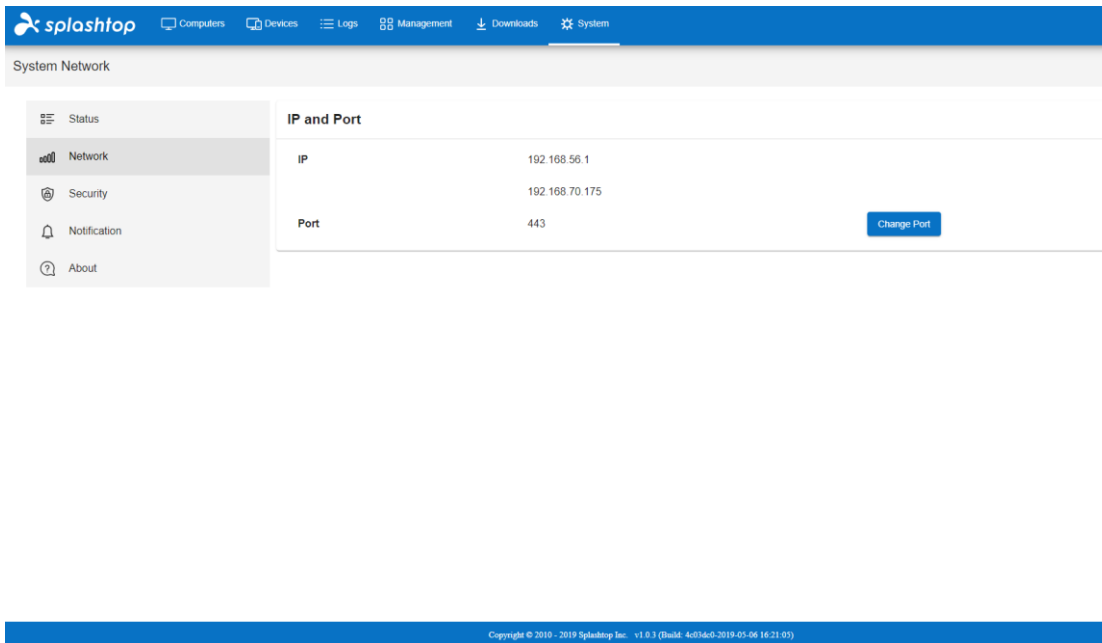 splashtop Computers Devices Logs Management Downloads System
System Network
Status
Network
Security
Notification
About
IP and Port
IP 192.168.56.1
192.168.70.175
Port 443 Change Port
Copyright © 2010 - 2019 Splashtop Inc. v1.0.3 (Build: 4c03dc0-2019-05-06 16:21:05)